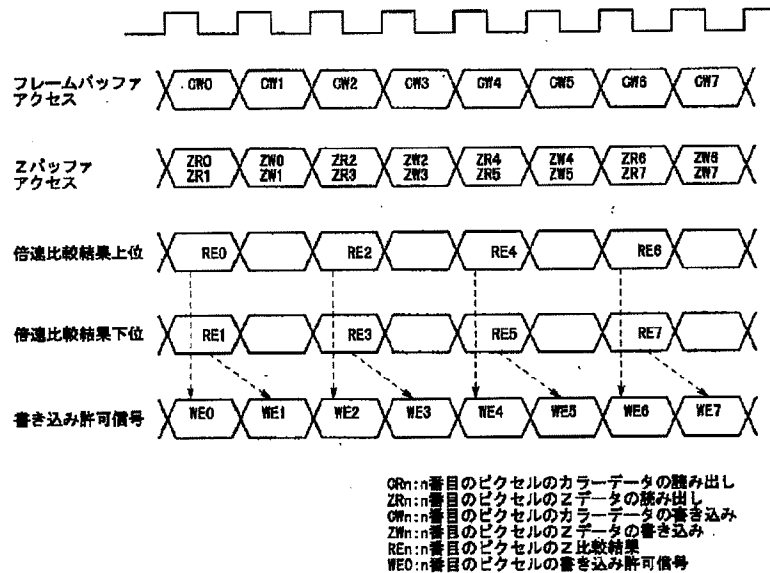 フレームバッファ
アクセス
CW0 CW1 CW2 CW3 CW4 CW5 CW6 CW7
Zバッファ
アクセス
ZR0 ZW0 ZR2 ZW2 ZR4 ZW4 ZR6 ZW6
ZR1 ZW1 ZR3 ZW3 ZR5 ZW5 ZR7 ZW7
倍速比較結果上位
RE0 RE2 RE4 RE6
倍速比較結果下位
RE1 RE3 RE5 RE7
書き込み許可信号
WE0 WE1 WE2 WE3 WE4 WE5 WE6 WE7
CRn:n番目のピクセルのカラーデータの読み出し
ZRn:n番目のピクセルのZデータの読み出し
CWn:n番目のピクセルのカラーデータの書き込み
ZWn:n番目のピクセルのZデータの書き込み
REn:n番目のピクセルのZ比較結果
WE0:n番目のピクセルの書き込み許可信号